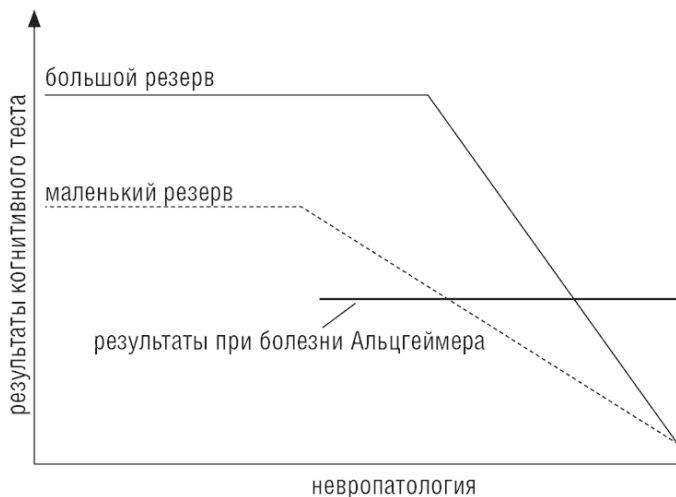 результаты когнитивного теста
большой резерв
маленький резерв
результаты при болезни Альцгеймера
невропатология